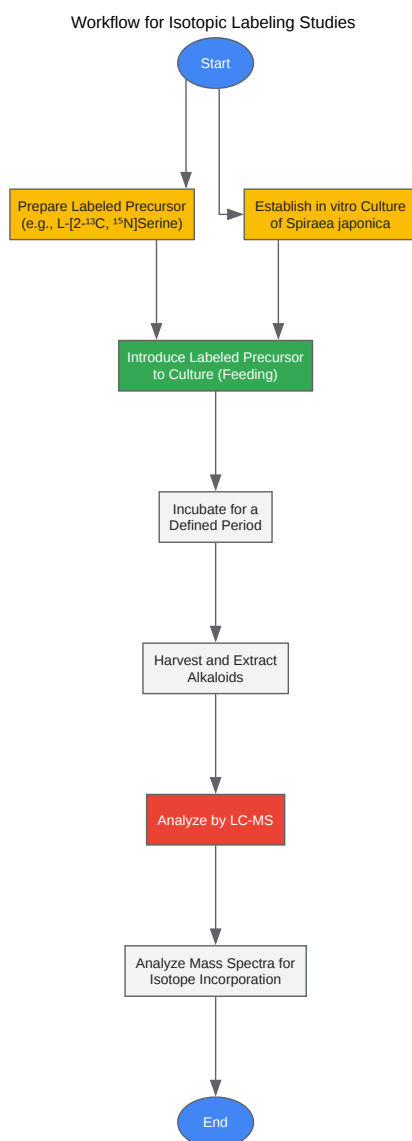 Workflow for Isotopic Labeling Studies
Start
Prepare Labeled Precursor
(e.g., L-[2-¹³C, ¹⁵N]Serine)
Establish in vitro Culture
of Spiraea japonica
Introduce Labeled Precursor
to Culture (Feeding)
Incubate for a
Defined Period
Harvest and Extract
Alkaloids
Analyze by LC-MS
Analyze Mass Spectra for
Isotope Incorporation
End